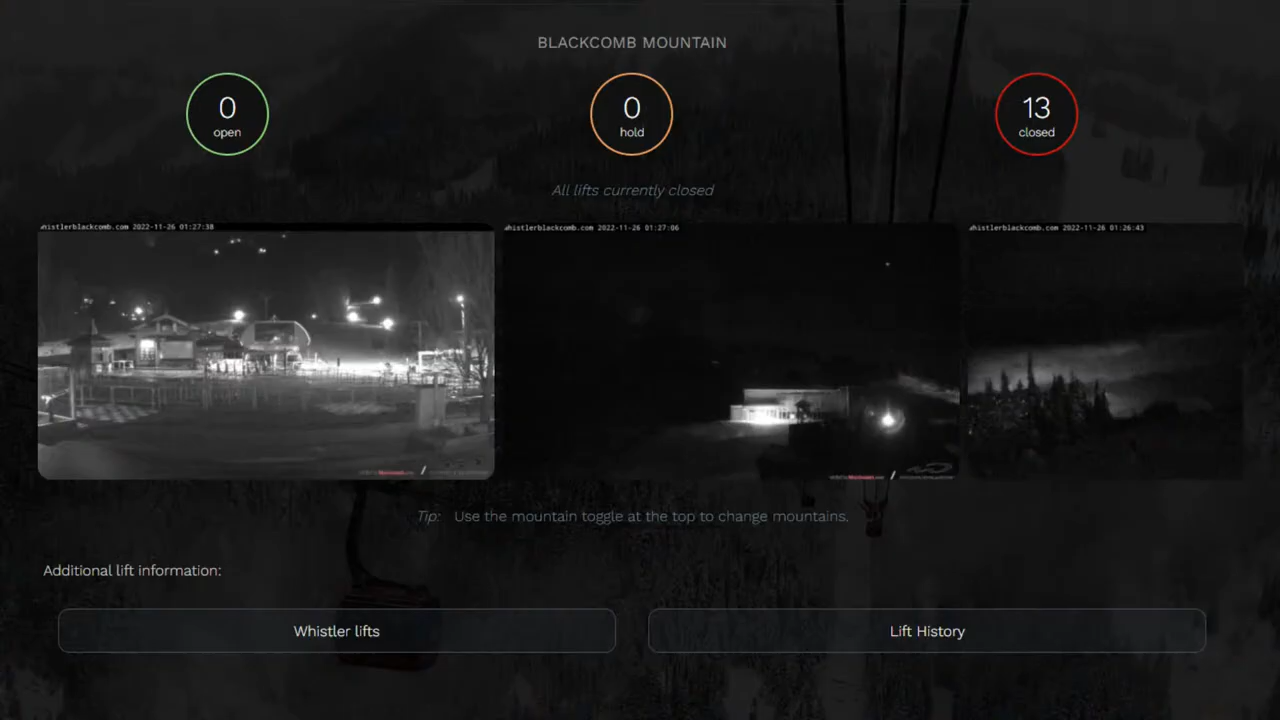 BLACKCOMB MOUNTAIN
0
open
0
hold
13
closed
All lifts currently closed
whistlerblackcomb.com 2022-11-26 01:27:38
whistlerblackcomb.com 2022-11-26 01:27:06
whistlerblackcomb.com 2022-11-26 01:26:43
Tip: Use the mountain toggle at the top to change mountains.
Additional lift information:
Whistler lifts
Lift History